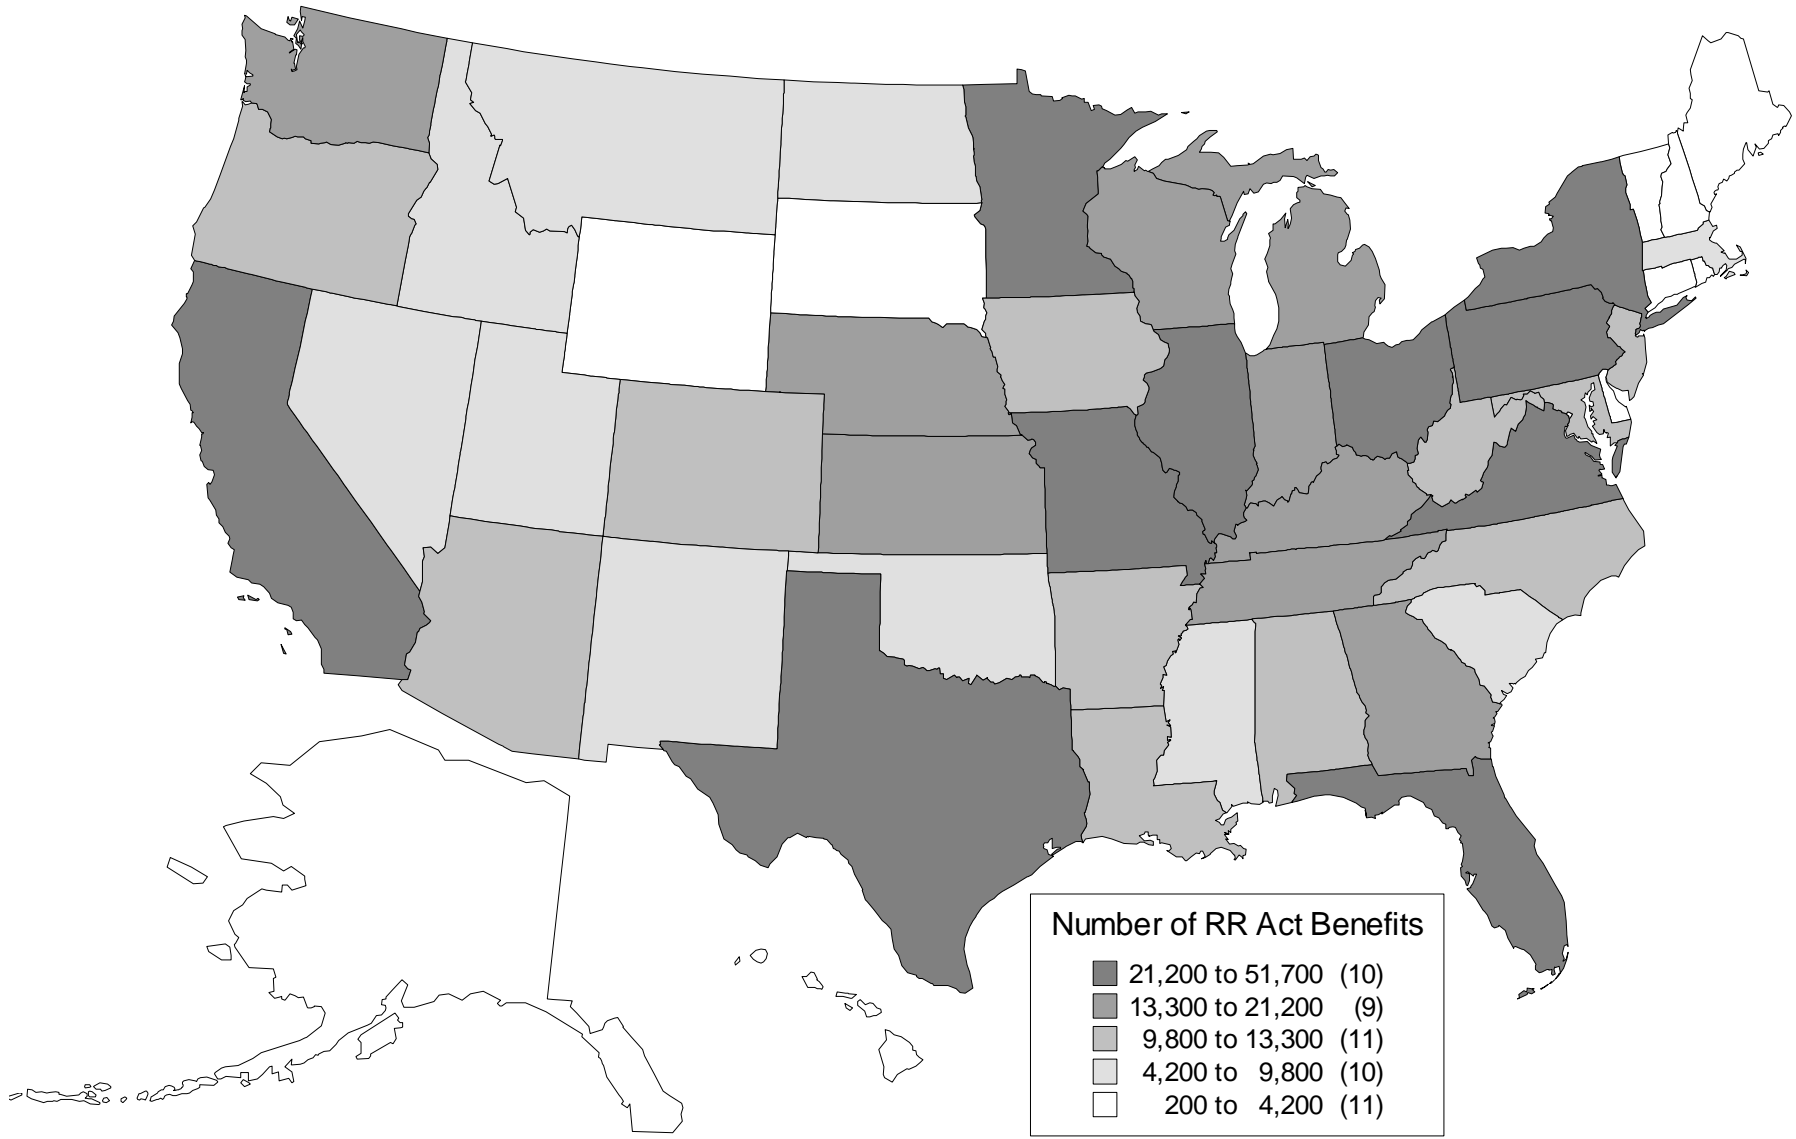 Number of RR Act Benefits
21,200 to 51,700 (10)
13,300 to 21,200 (9)
9,800 to 13,300 (11)
4,200 to 9,800 (10)
200 to 4,200 (11)